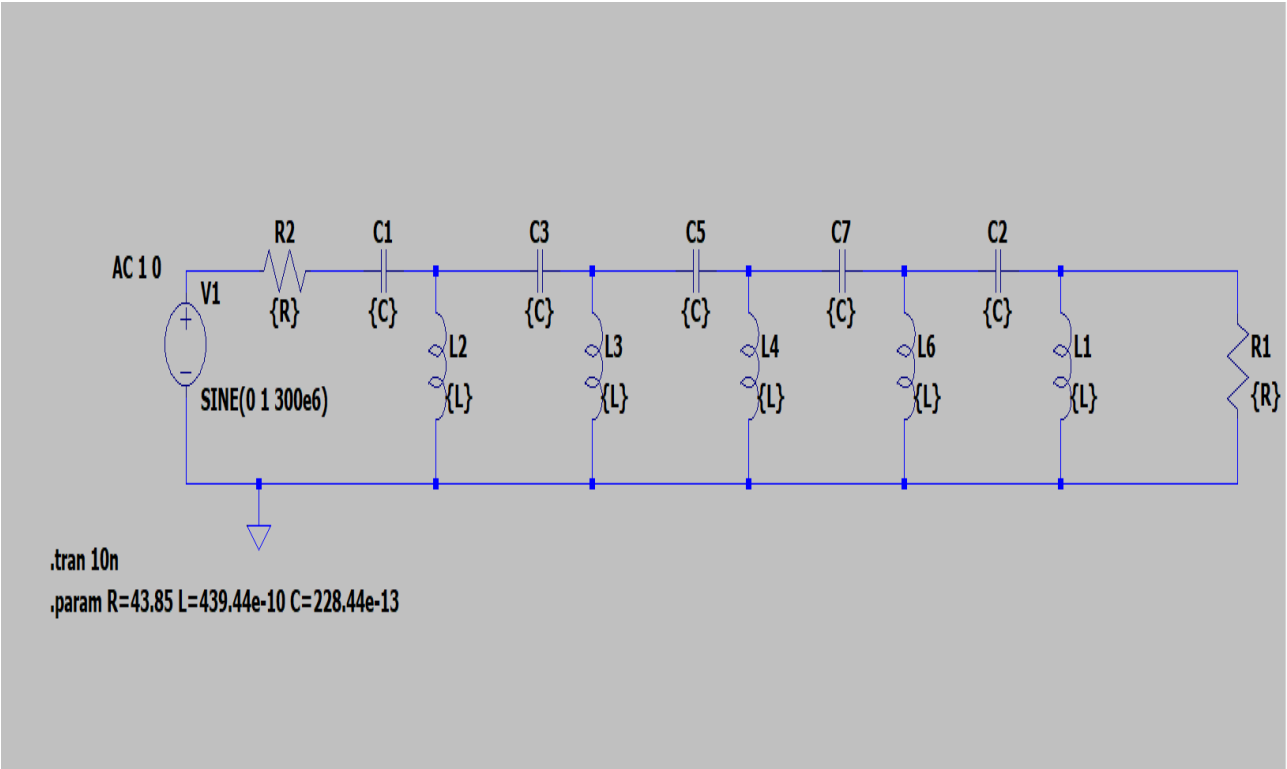 R2 C1 C3 C5 C7 C2
AC 1 0
V1
{R} {C} {C} {C} {C} {C}
+
L2 L3 L4 L6 L1 R1
−
SINE(0 1 300e6) {L} {L} {L} {L} {L} {R}
.tran 10n
.param R=43.85 L=439.44e-10 C=228.44e-13